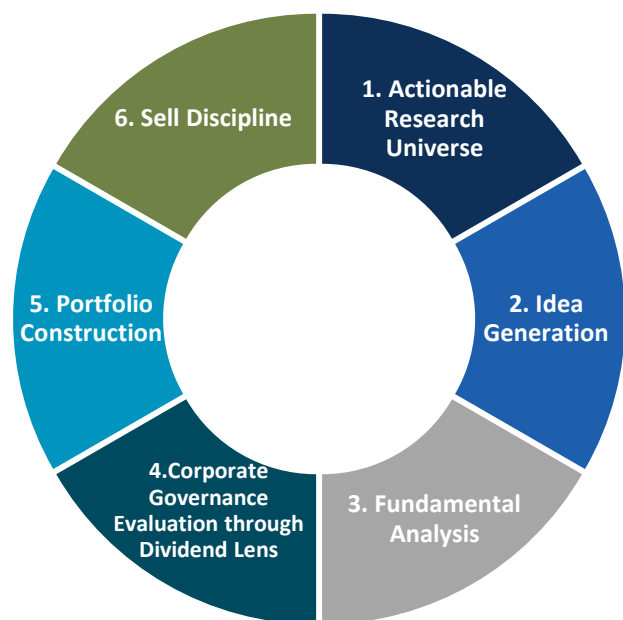 1. Actionable
Research
Universe
2. Idea
Generation
3. Fundamental
Analysis
4.Corporate
Governance
Evaluation through
Dividend Lens
5. Portfolio
Construction
6. Sell Discipline